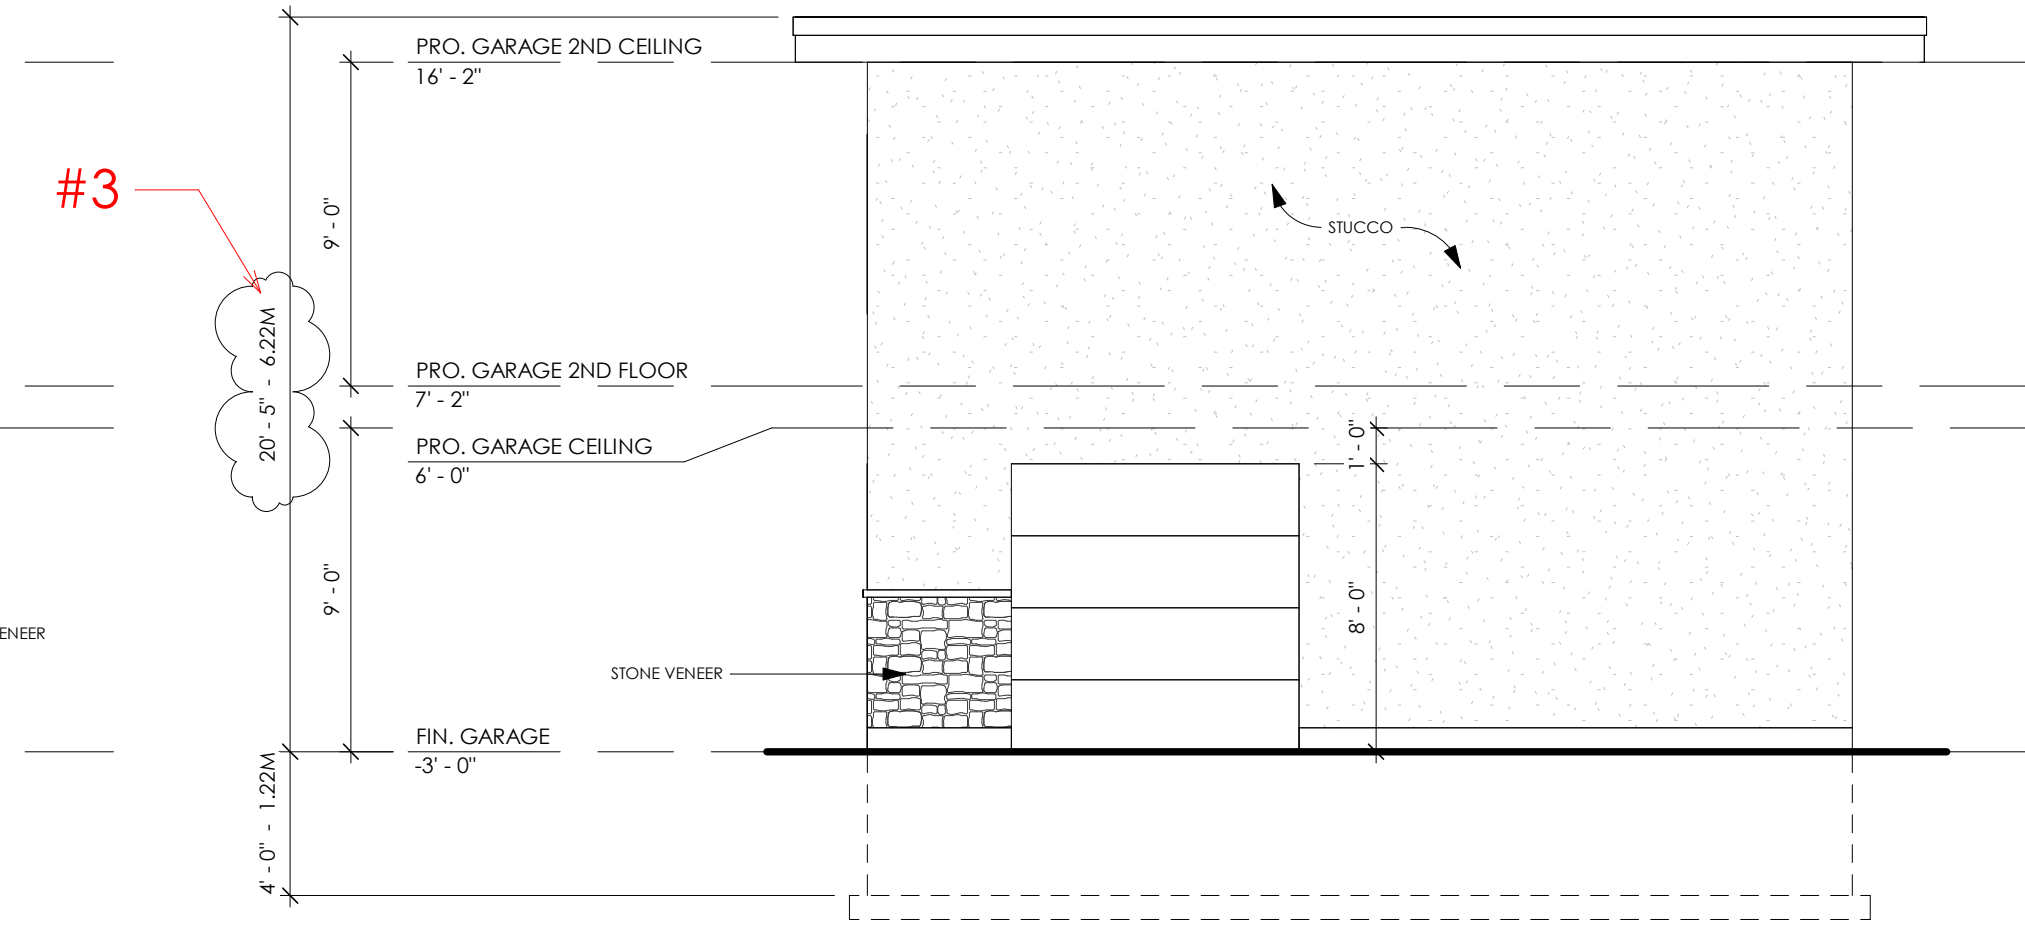 PRO. GARAGE 2ND CEILING
16' - 2"
#3
9' - 0"
STUCCO
20' - 5" - 6.22M
PRO. GARAGE 2ND FLOOR
7' - 2"
PRO. GARAGE CEILING
6' - 0"
1' - 0"
9' - 0"
8' - 0"
ENEER
STONE VENEER
FIN. GARAGE
-3' - 0"
4' - 0" - 1.22M